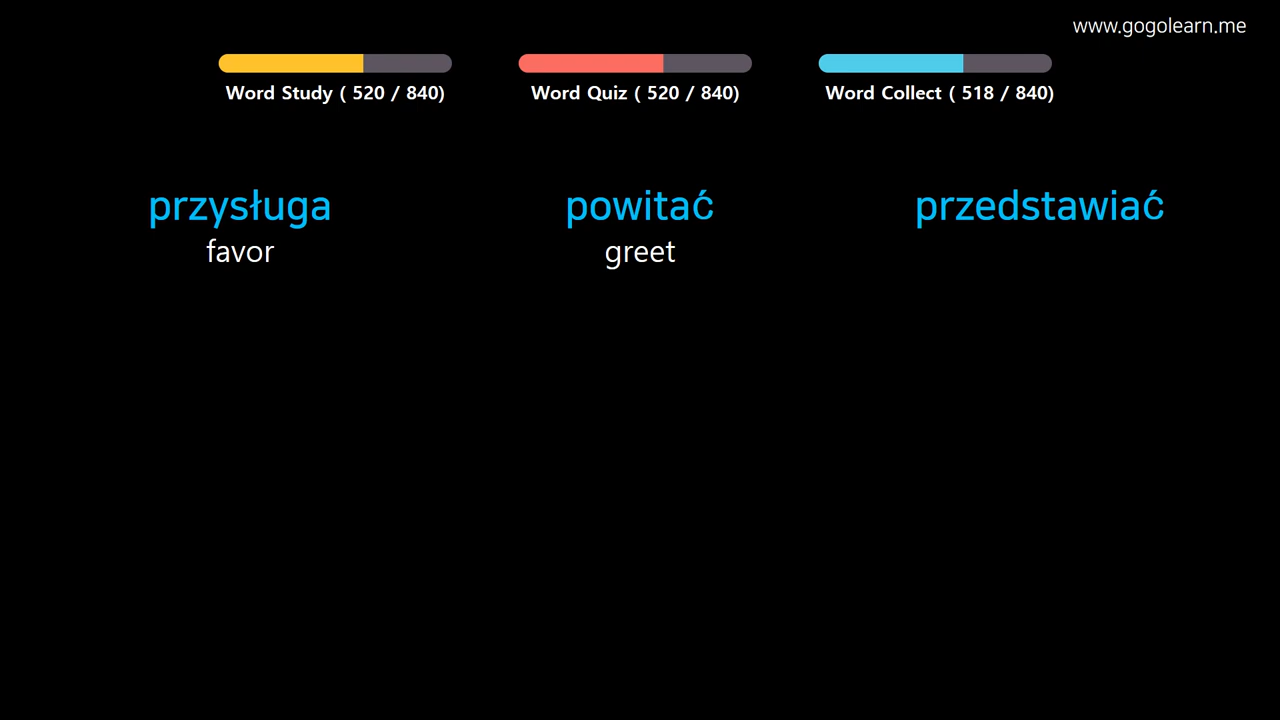 www.gogolearn.me
Word Study ( 520 / 840)
Word Quiz ( 520 / 840)
Word Collect ( 518 / 840)
przysługa
favor
powitać
greet
przedstawiać